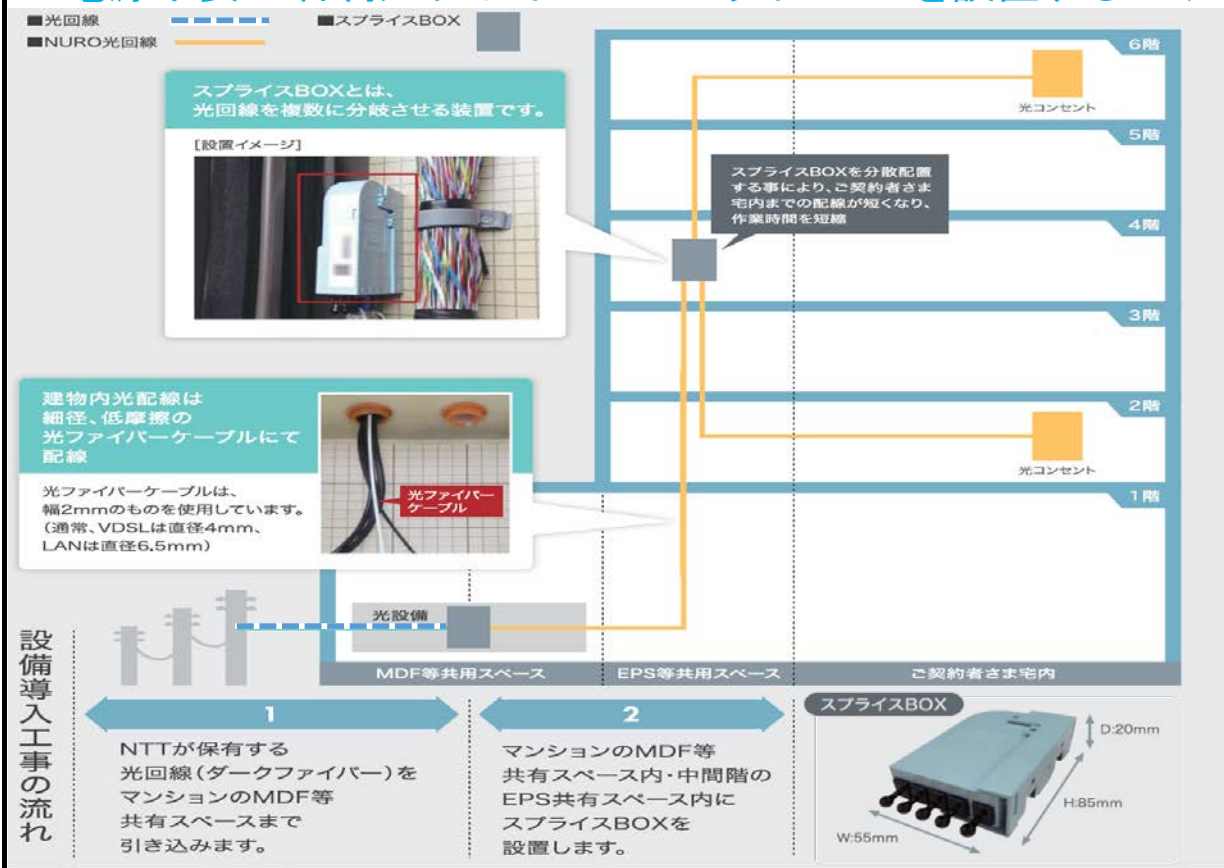 ■光回線
■スプライスBOX
■NURO光回線
スプライスBOXとは、
光回線を複数に分岐させる装置です。
[設置イメージ]
6階
光コンセント
5階
スプライスBOXを分散配置
する事により、ご契約者さま
宅内までの配線が短くなり、
作業時間を短縮
4階
3階
建物内光配線は
細径、低摩擦の
光ファイバーケーブルにて
配線
光ファイバーケーブルは、
幅2mmのものを使用しています。
(通常、VDSLは直径4mm、
LANは直径6.5mm)
光ファイバー
ケーブル
2階
光コンセント
1階
光設備
MDF等共用スペース
EPS等共用スペース
ご契約者さま宅内
設備導入工事の流れ
1
NTTが保有する
光回線(ダークファイバー)を
マンションのMDF等
共有スペースまで
引き込みます。
2
マンションのMDF等
共有スペース内・中間階の
EPS共有スペース内に
スプライスBOXを
設置します。
スプライスBOX
D:20mm
H:85mm
W:55mm